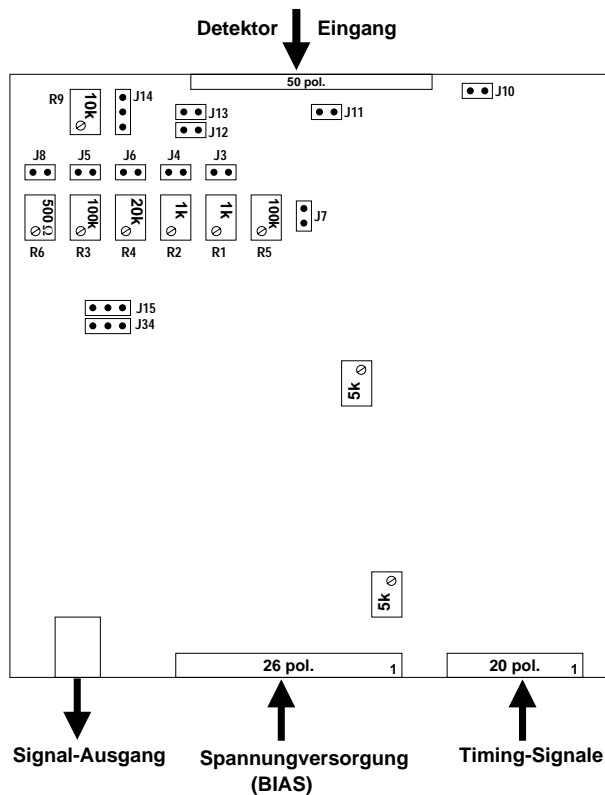 Detektor Eingang
50 pol.
J10
R9 10k J14
J13
J11
J12
J8 J5 J6 J4 J3
500Ω 100k 20k 1k 1k 100k
J7
R6 R3 R4 R2 R1 R5
J15
J34
5k
5k
26 pol. 1
20 pol. 1
Signal-Ausgang
Spannungversorgung
(BIAS)
Timing-Signale